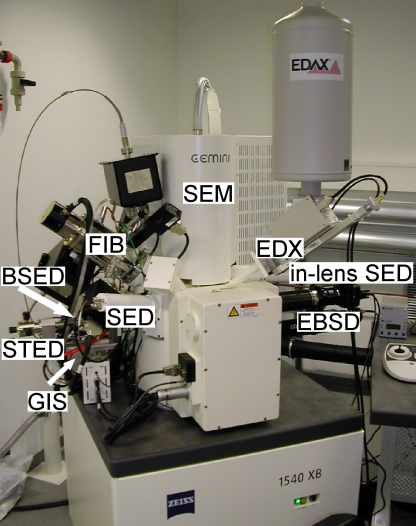 EDAX
GEMINI
SEM
FIB
EDX
BSED
in-lens SED
SED
EBSD
STED
GIS
1540 XB
ZEISS